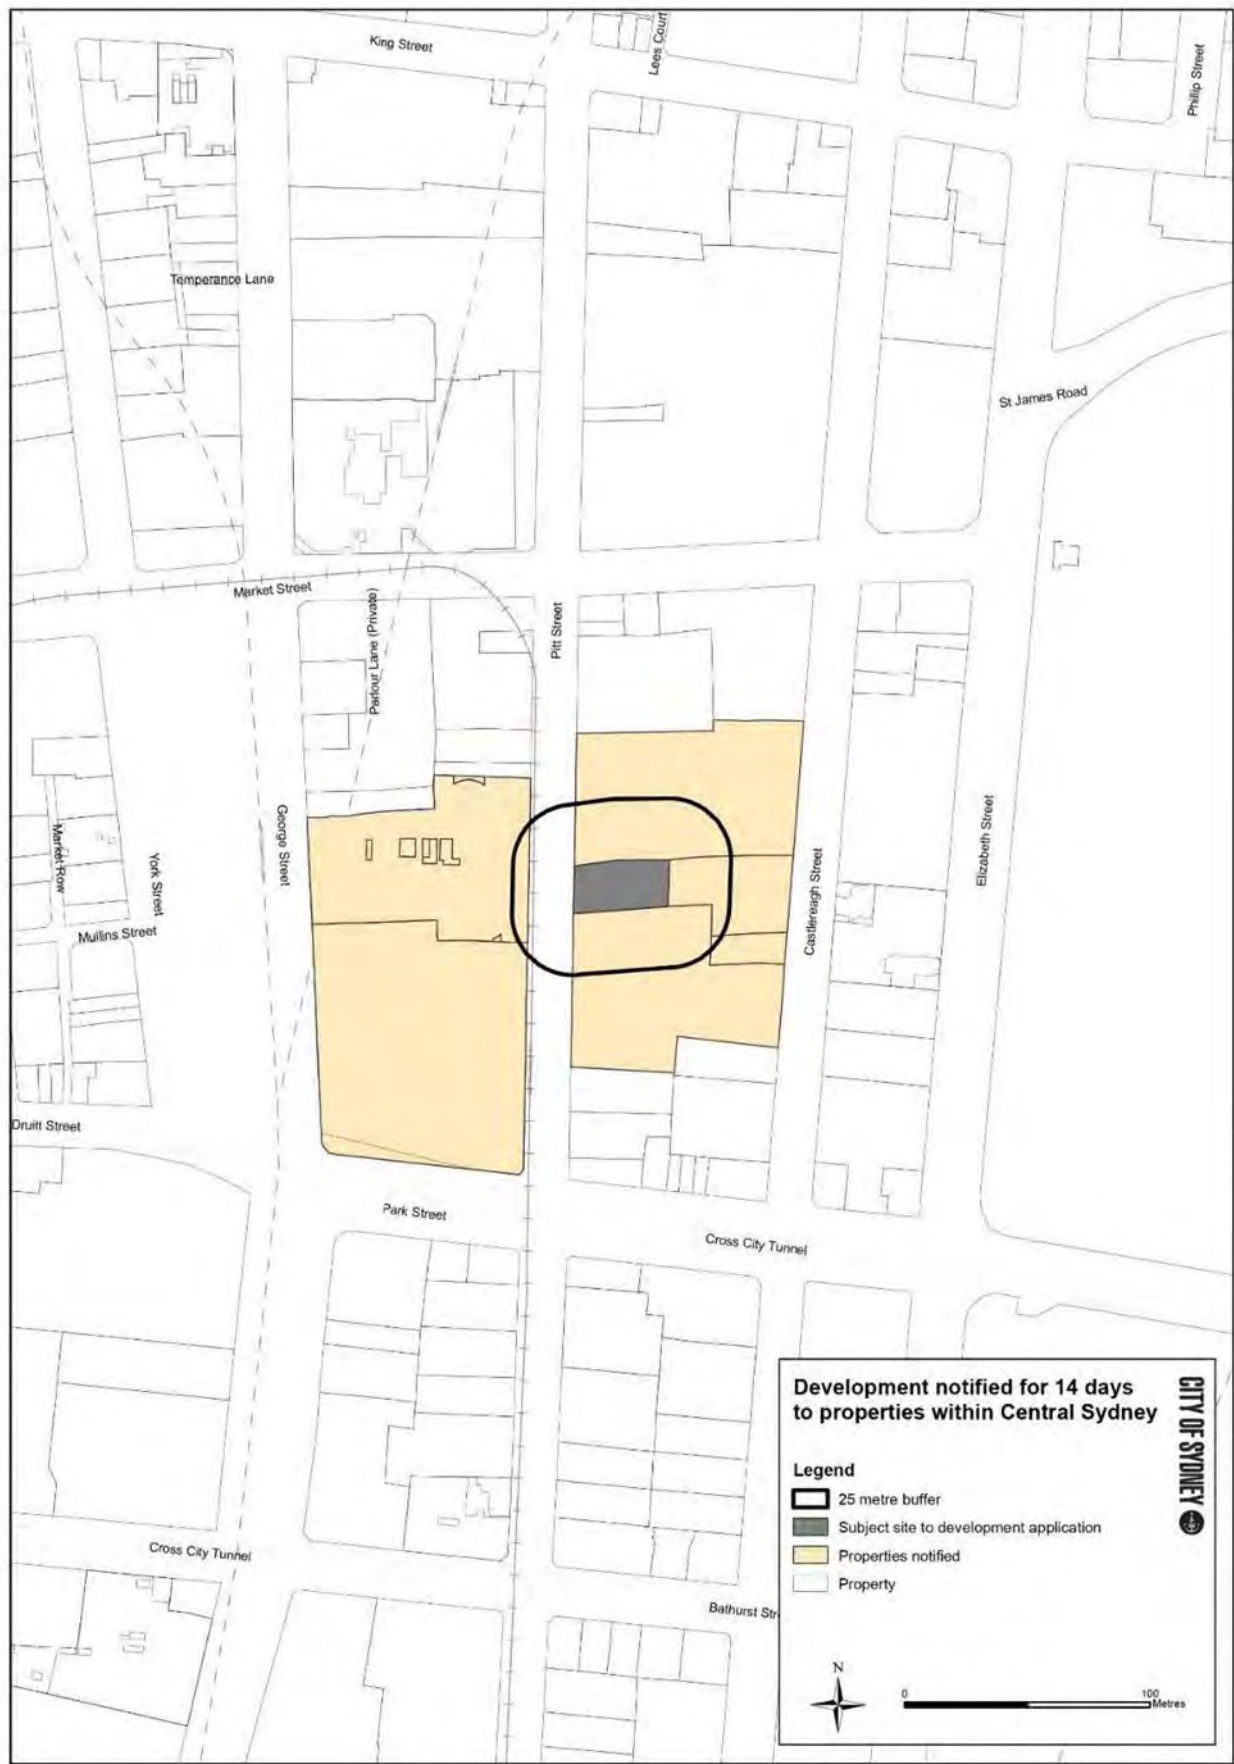 King Street
Lees Court
Phillip Street
Temperance Lane
St James Road
Market Street
Parlour Lane (Private)
Pitt Street
George Street
Market Row
York Street
Mullins Street
Castlereagh Street
Elizabeth Street
Druitt Street
Park Street
Cross City Tunnel
Cross City Tunnel
Bathurst Str
Development notified for 14 days
to properties within Central Sydney
CITY OF SYDNEY
Legend
25 metre buffer
Subject site to development application
Properties notified
Property
N
0 100
Metres